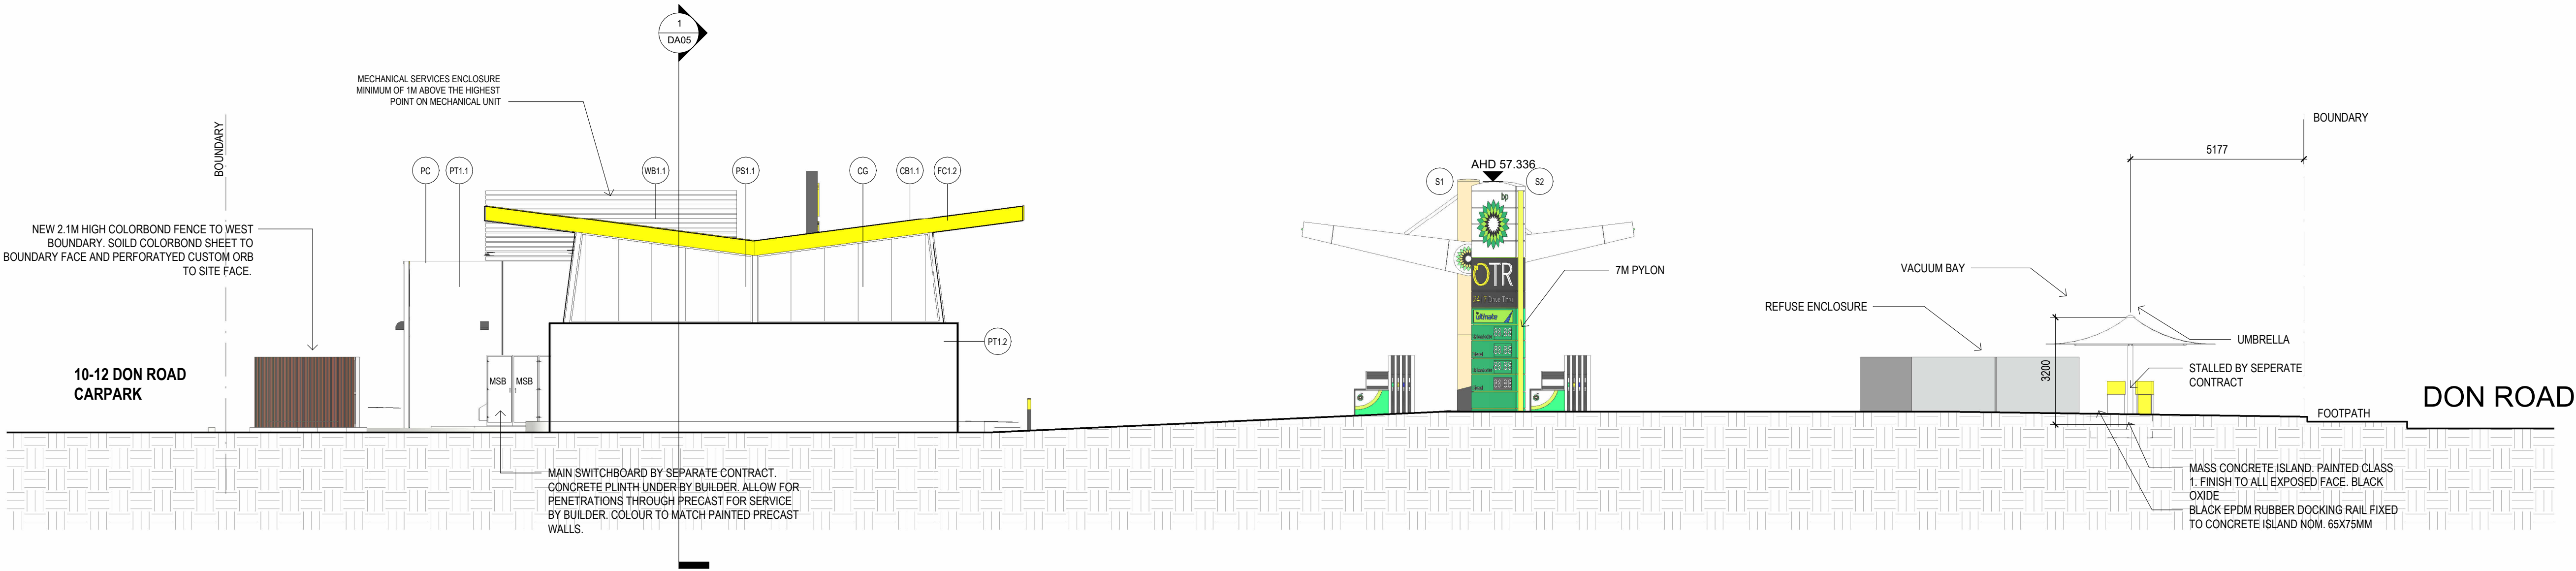 1
DA05
MECHANICAL SERVICES ENCLOSURE
MINIMUM OF 1M ABOVE THE HIGHEST
POINT ON MECHANICAL UNIT
BOUNDARY
PC
PT1.1
WB1.1
PS1.1
CG
CB1.1
FC1.2
NEW 2.1M HIGH COLORBOND FENCE TO WEST
BOUNDARY. SOILD COLORBOND SHEET TO
BOUNDARY FACE AND PERFORATYED CUSTOM ORB
TO SITE FACE.
10-12 DON ROAD
CARPARK
MSB
MSB
PT1.2
MAIN SWITCHBOARD BY SEPARATE CONTRACT.
CONCRETE PLINTH UNDER BY BUILDER. ALLOW FOR
PENETRATIONS THROUGH PRECAST FOR SERVICE
BY BUILDER. COLOUR TO MATCH PAINTED PRECAST
WALLS.
AHD 57.336
S1
S2
bp
OTR
ultimate
7M PYLON
VACUUM BAY
REFUSE ENCLOSURE
5177
BOUNDARY
3200
UMBRELLA
STALLED BY SEPERATE
CONTRACT
FOOTPATH
DON ROAD
MASS CONCRETE ISLAND. PAINTED CLASS
1. FINISH TO ALL EXPOSED FACE. BLACK
OXIDE
BLACK EPDM RUBBER DOCKING RAIL FIXED
TO CONCRETE ISLAND NOM. 65X75MM